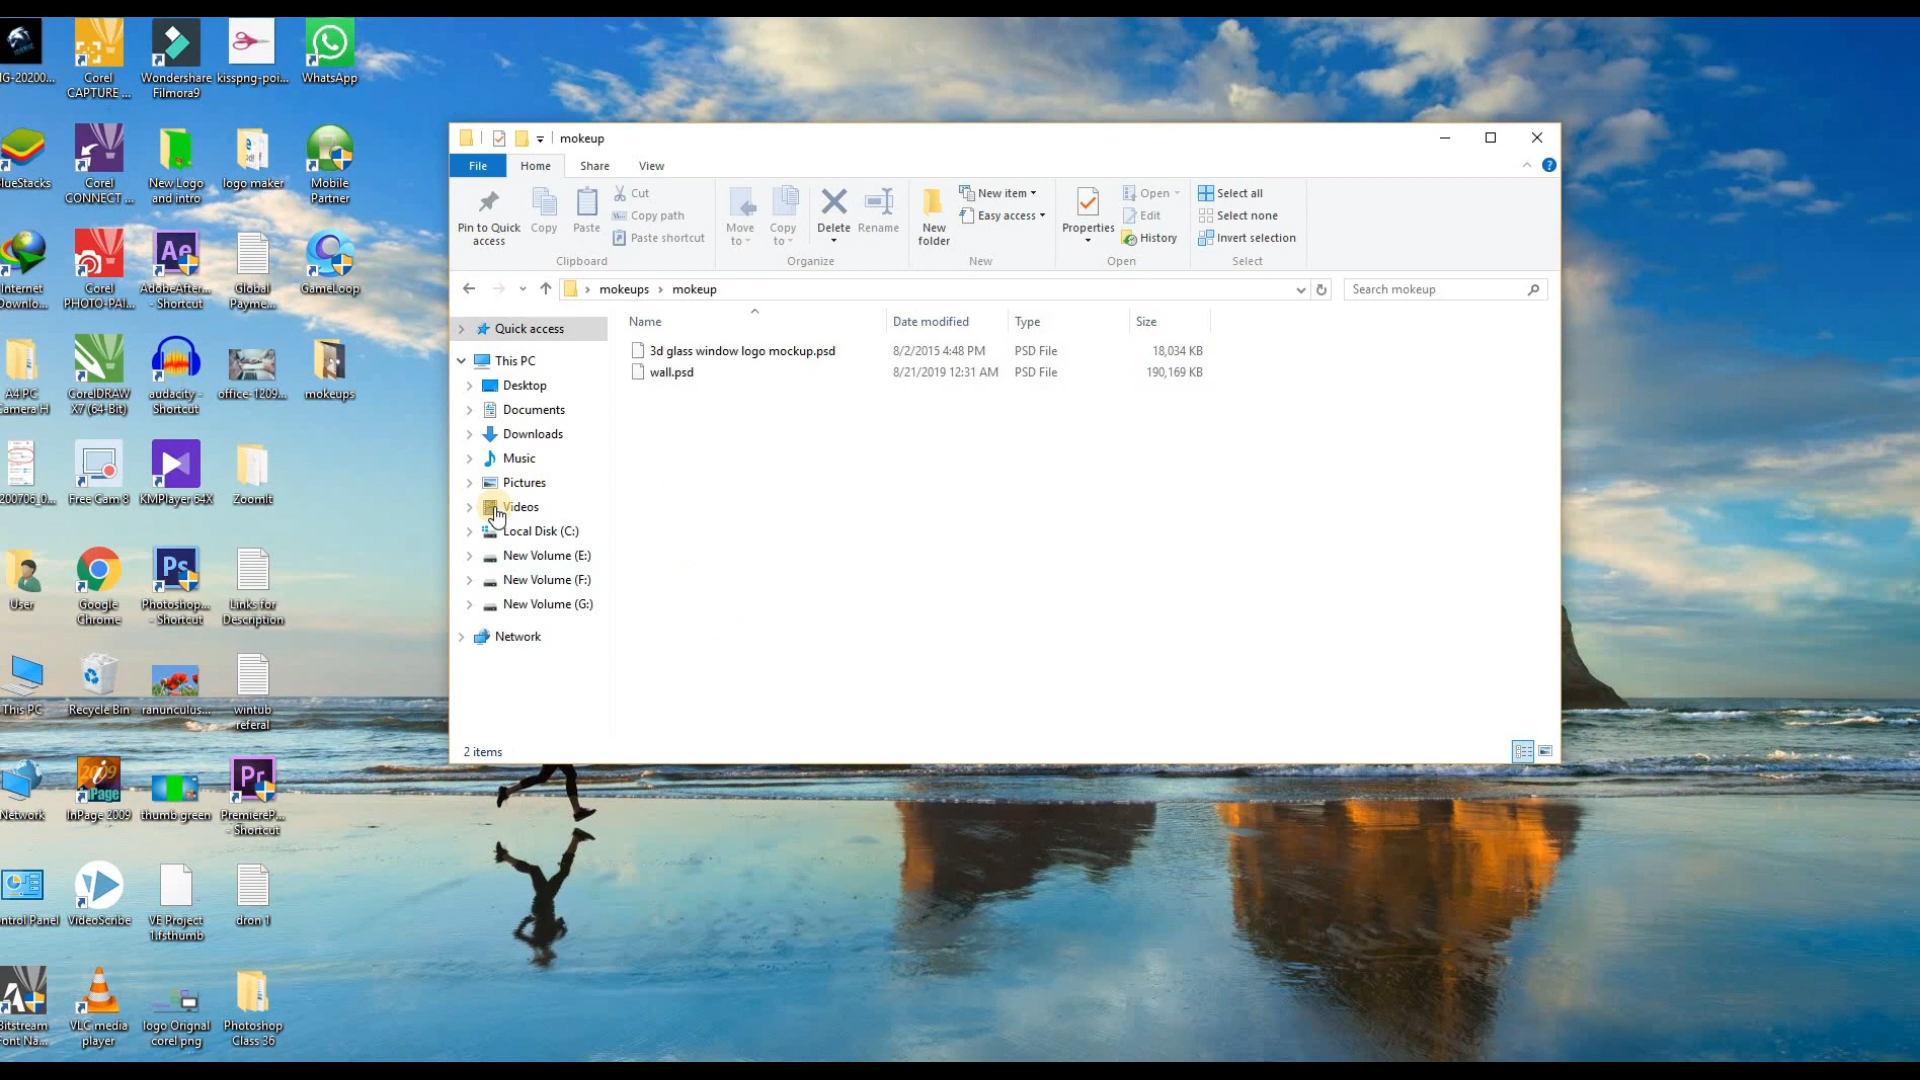 IG-20200...
Corel
CAPTURE ...
Wondershare
Filmora9
kisspng-poi...
WhatsApp
lueStacks
Corel
CONNECT ...
New Logo
and intro
logo maker
Mobile
Partner
Internet
Downlo...
Corel
PHOTO-PAI...
AdobeAfter...
- Shortcut
Global
Payme...
GameLoop
A4 PC
Camera H
CorelDRAW
X7 (64-Bit)
audacity -
Shortcut
office-1209...
mokeups
200706_0...
Free Cam 8
KMPlayer 64X
ZoomIt
User
Google
Chrome
Photoshop...
- Shortcut
Links for
Description
This PC
Recycle Bin
ranunculus...
wintub
referal
Network
InPage 2009
thumb green
PremiereP...
- Shortcut
ontrol Panel
VideoScribe
VE Project
1.fsthumb
dron 1
Bitstream
Font Na...
VLC media
player
logo Orignal
corel png
Photoshop
Class 36
mokeup
File
Home
Share
View
Pin to Quick
access
Copy
Paste
Cut
Copy path
Paste shortcut
Clipboard
Move
to
Copy
to
Delete
Rename
Organize
New
folder
New item
Easy access
New
Properties
Open
Edit
History
Open
Select all
Select none
Invert selection
Select
mokeups
mokeup
Search mokeup
Quick access
This PC
Desktop
Documents
Downloads
Music
Pictures
Videos
Local Disk (C:)
New Volume (E:)
New Volume (F:)
New Volume (G:)
Network
Name
Date modified
Type
Size
3d glass window logo mockup.psd
8/2/2015 4:48 PM
PSD File
18,034 KB
wall.psd
8/21/2019 12:31 AM
PSD File
190,169 KB
2 items